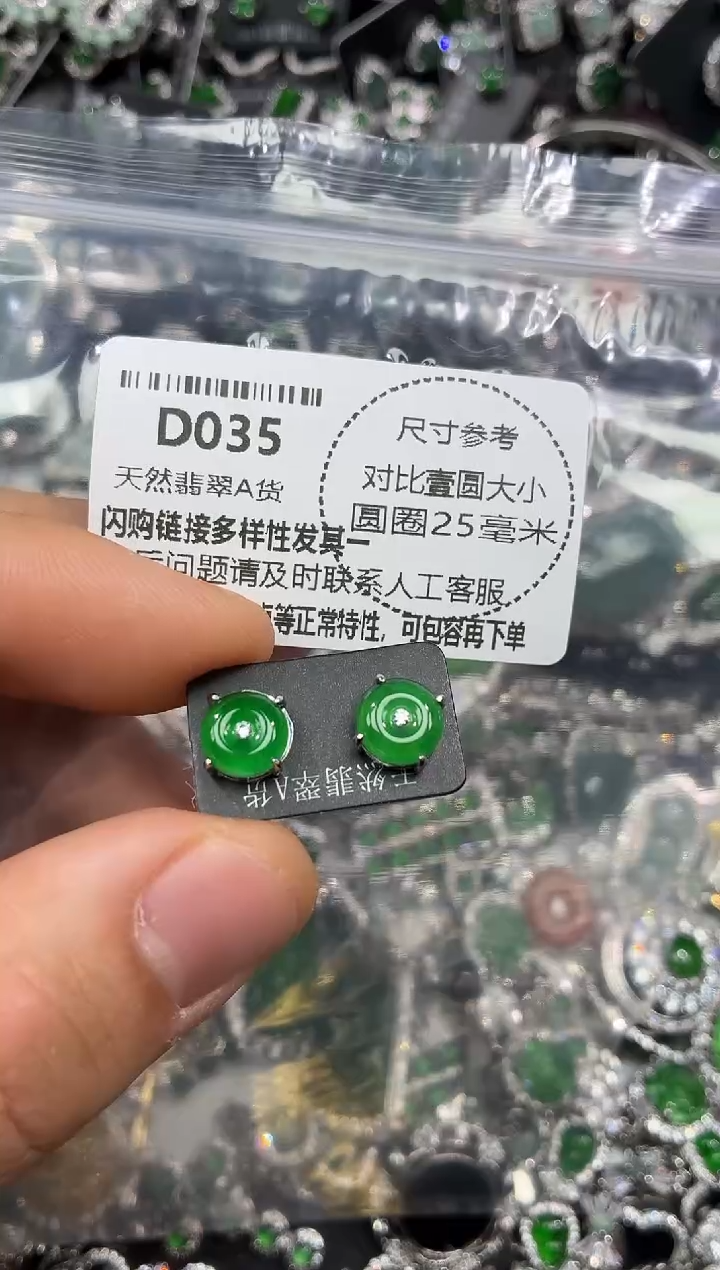 D035
天然翡翠A货
尺寸参考
对比壹圆大小
圆圈25毫米
闪购链接多样性发其一
问题请及时联系人工客服
等正常特性，可包容再下单
天然翡翠A货